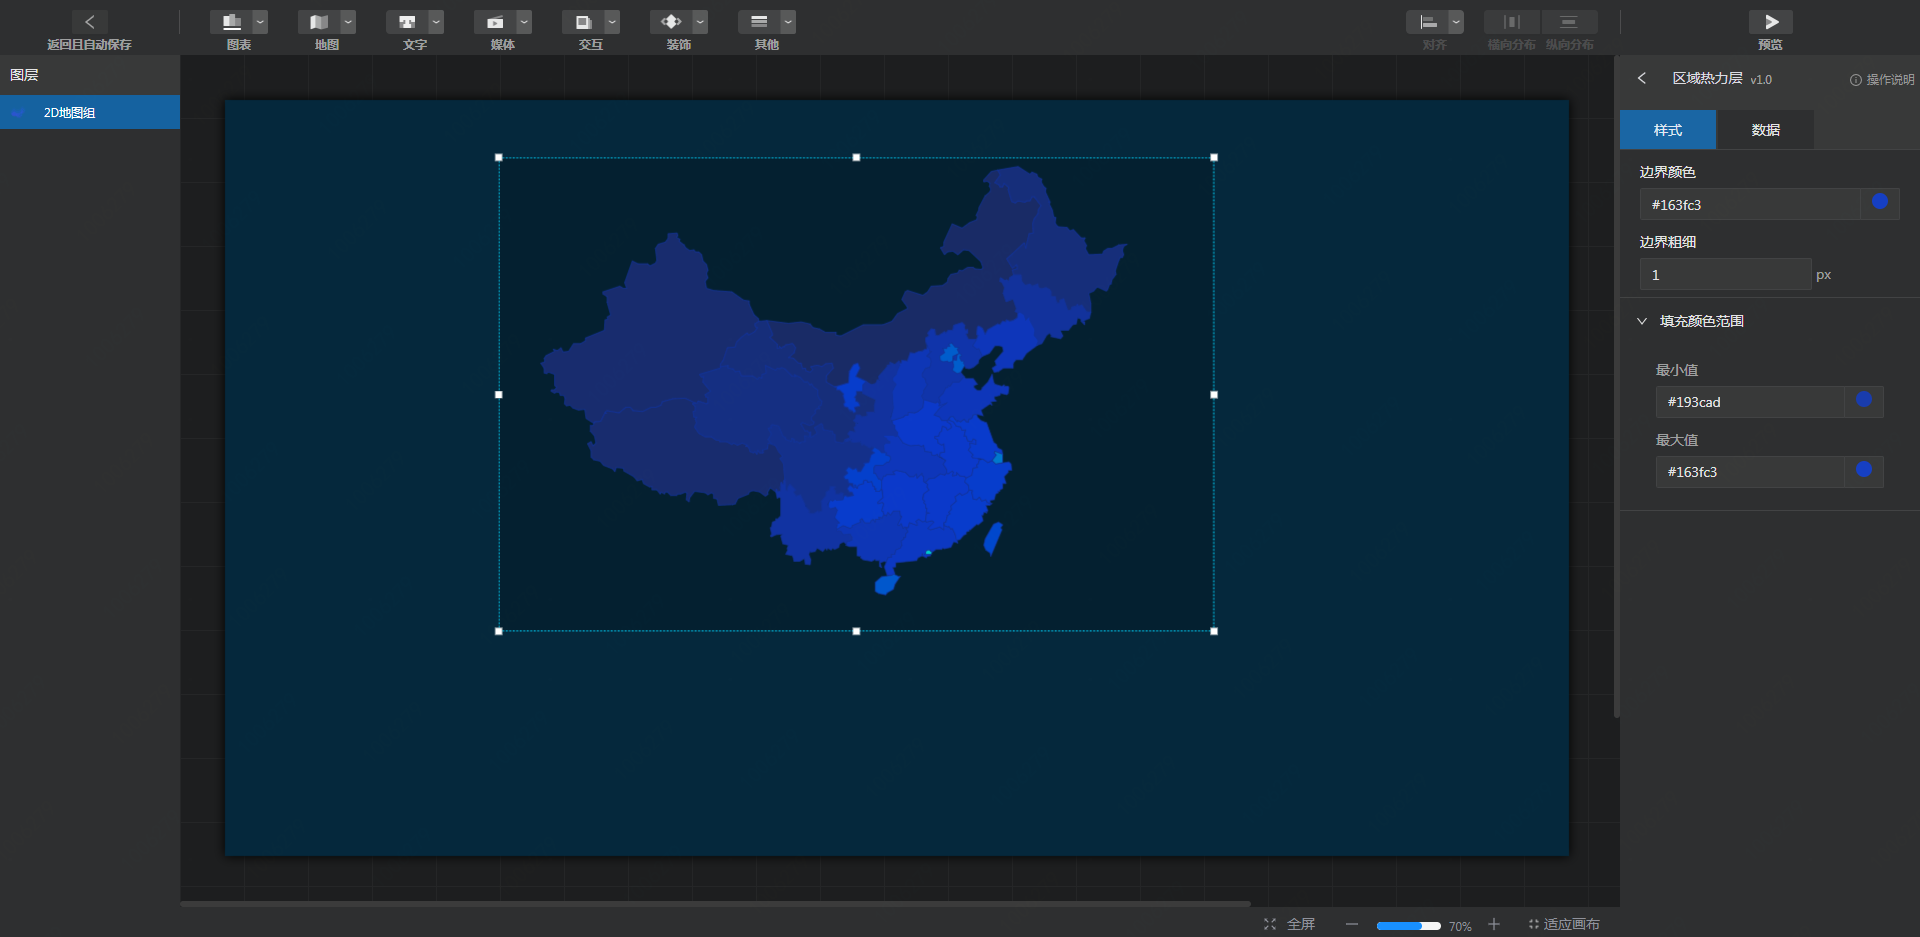 返回且自动保存
图表
地图
文字
媒体
交互
装饰
其他
对齐
横向分布
纵向分布
预览
图层
2D地图组
区域热力层 v1.0
操作说明
样式
数据
边界颜色
#163fc3
边界粗细
1 px
填充颜色范围
最小值
#193cad
最大值
#163fc3
全屏
70%
适应画布